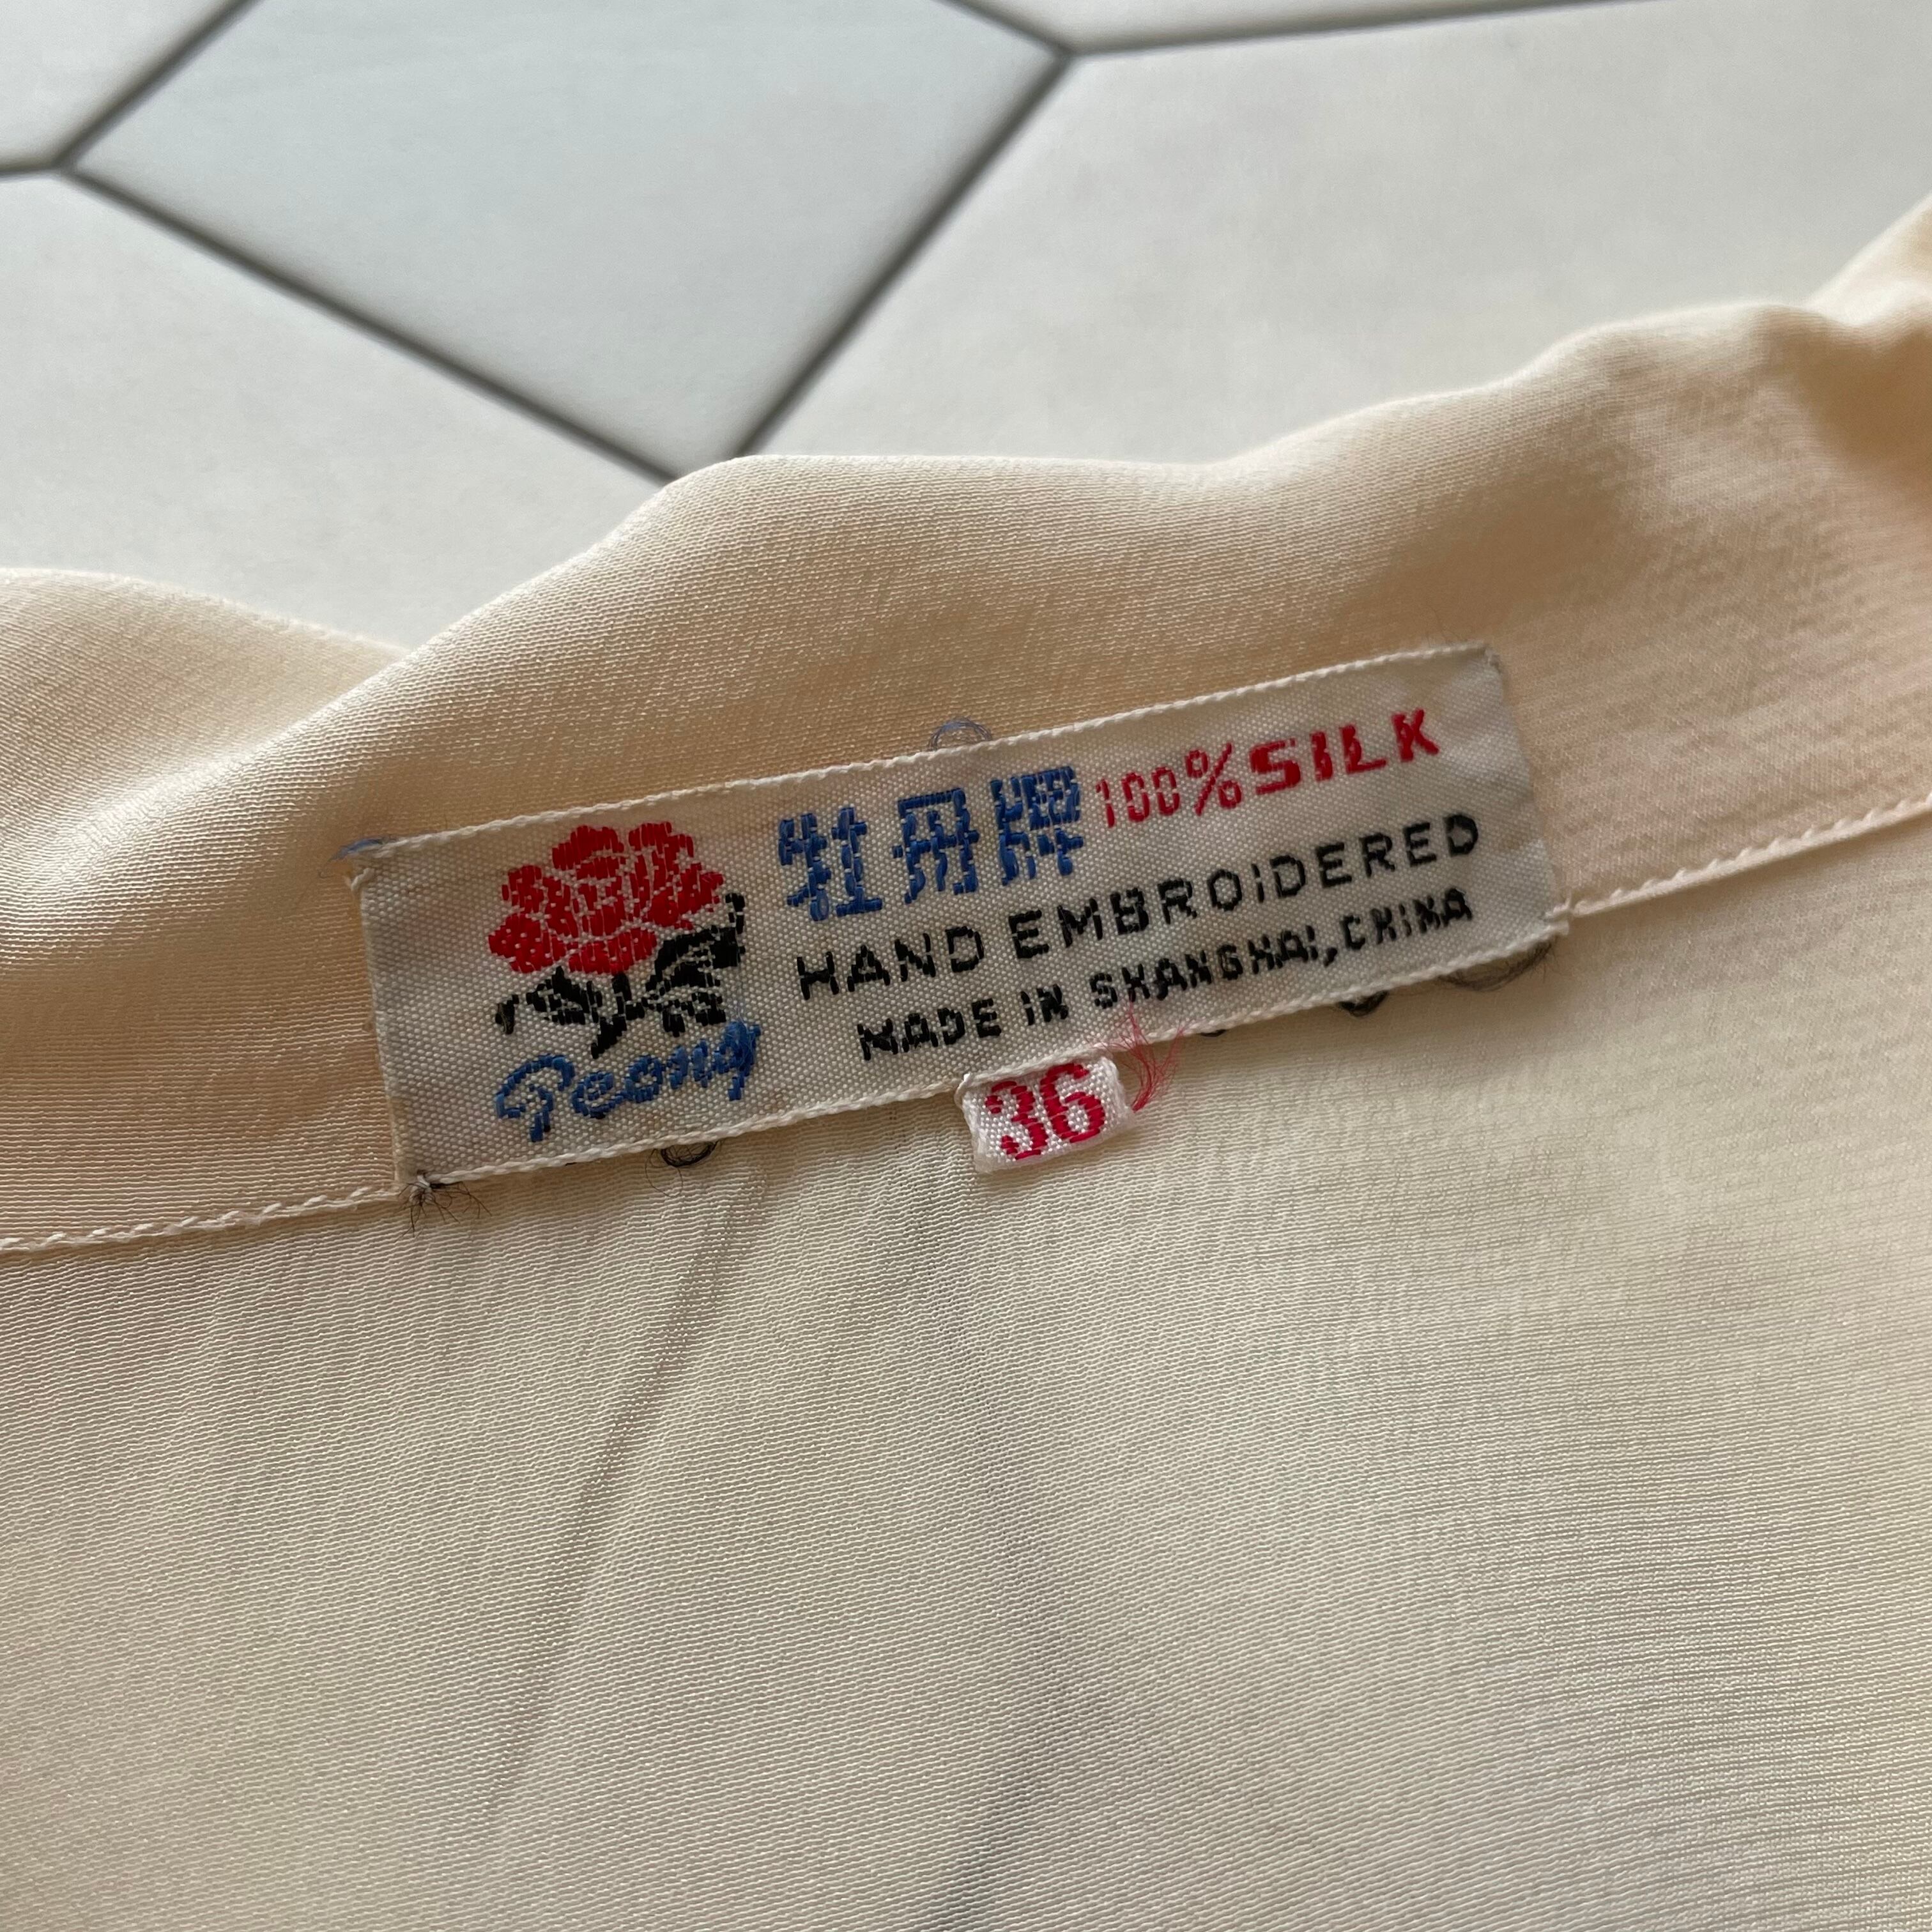 牡丹牌 100% SILK
HAND EMBROIDERED
MADE IN SHANGHAI, CHINA
Peony
36